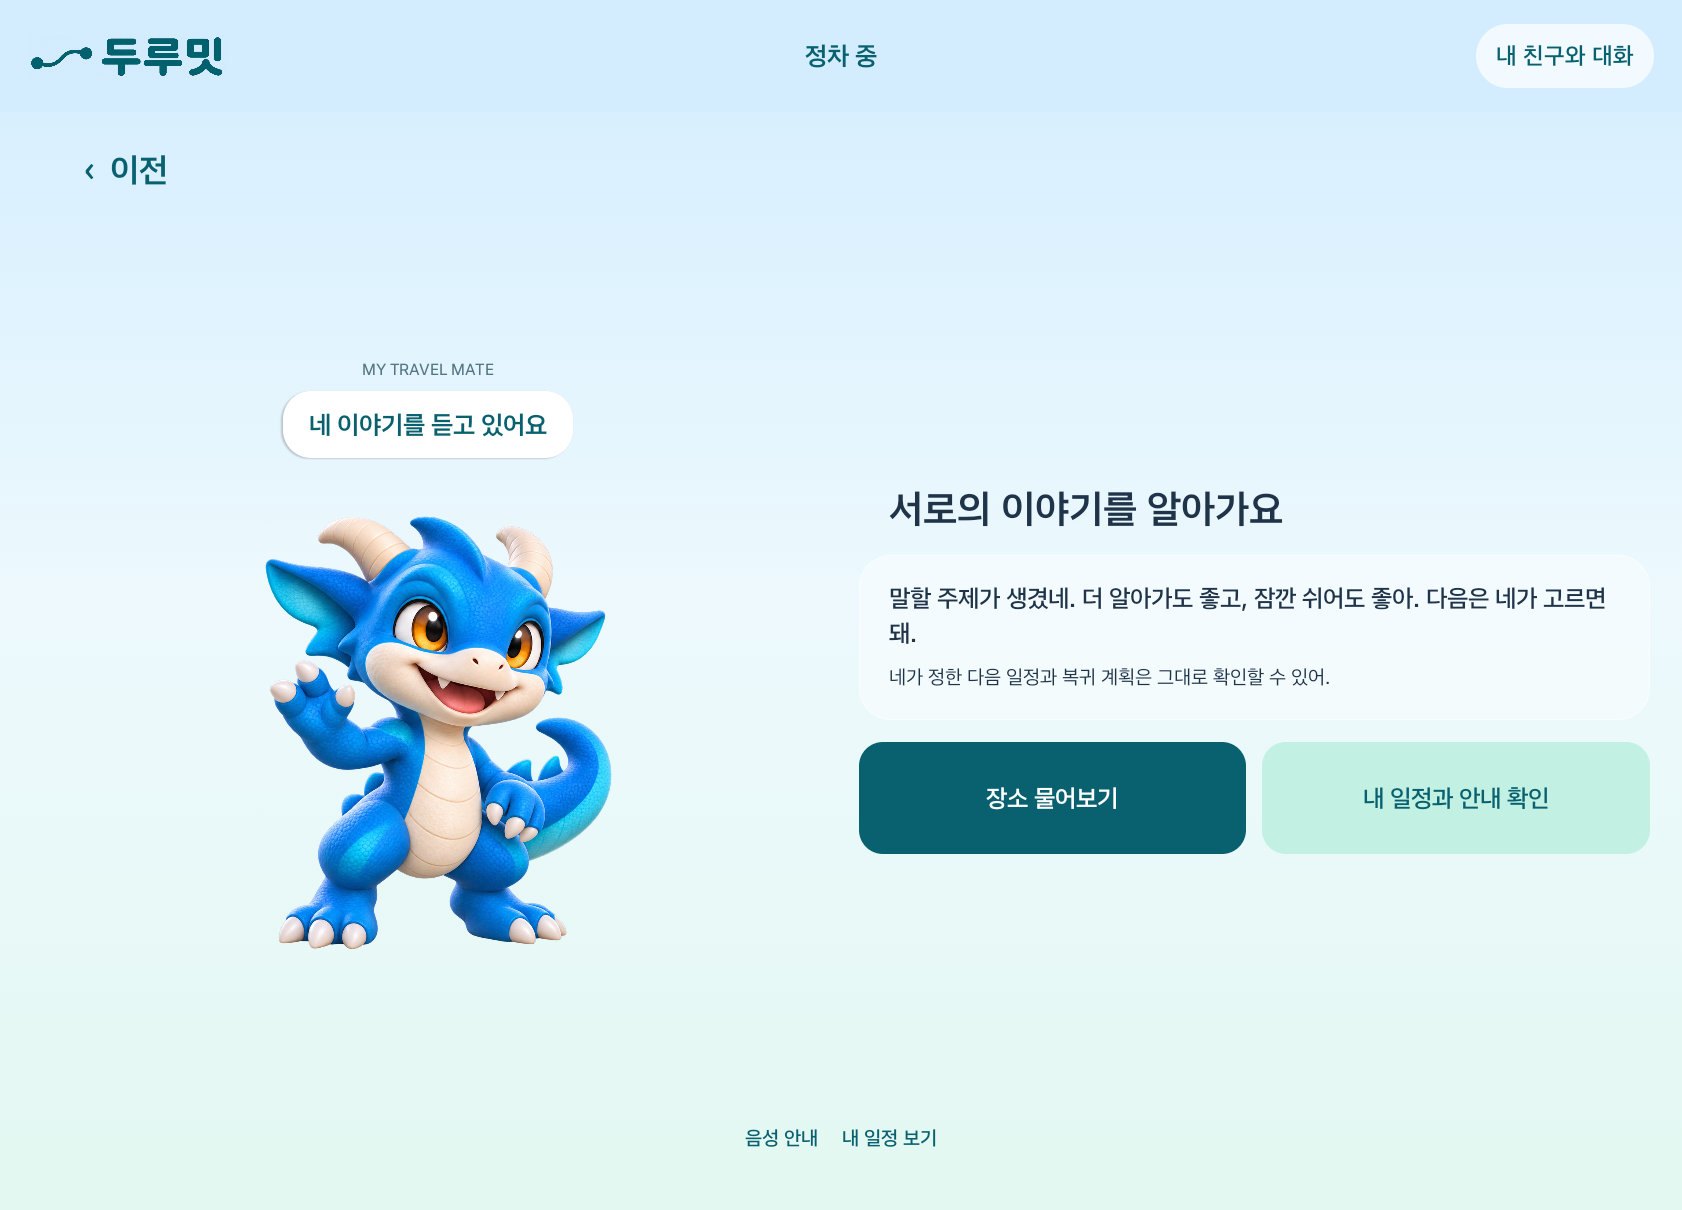 두루밋
정차 중
내 친구와 대화
‹ 이전
MY TRAVEL MATE
네 이야기를 듣고 있어요
서로의 이야기를 알아가요
말할 주제가 생겼네. 더 알아가도 좋고, 잠깐 쉬어도 좋아. 다음은 네가 고르면
돼.
네가 정한 다음 일정과 복귀 계획은 그대로 확인할 수 있어.
장소 물어보기
내 일정과 안내 확인
음성 안내
내 일정 보기